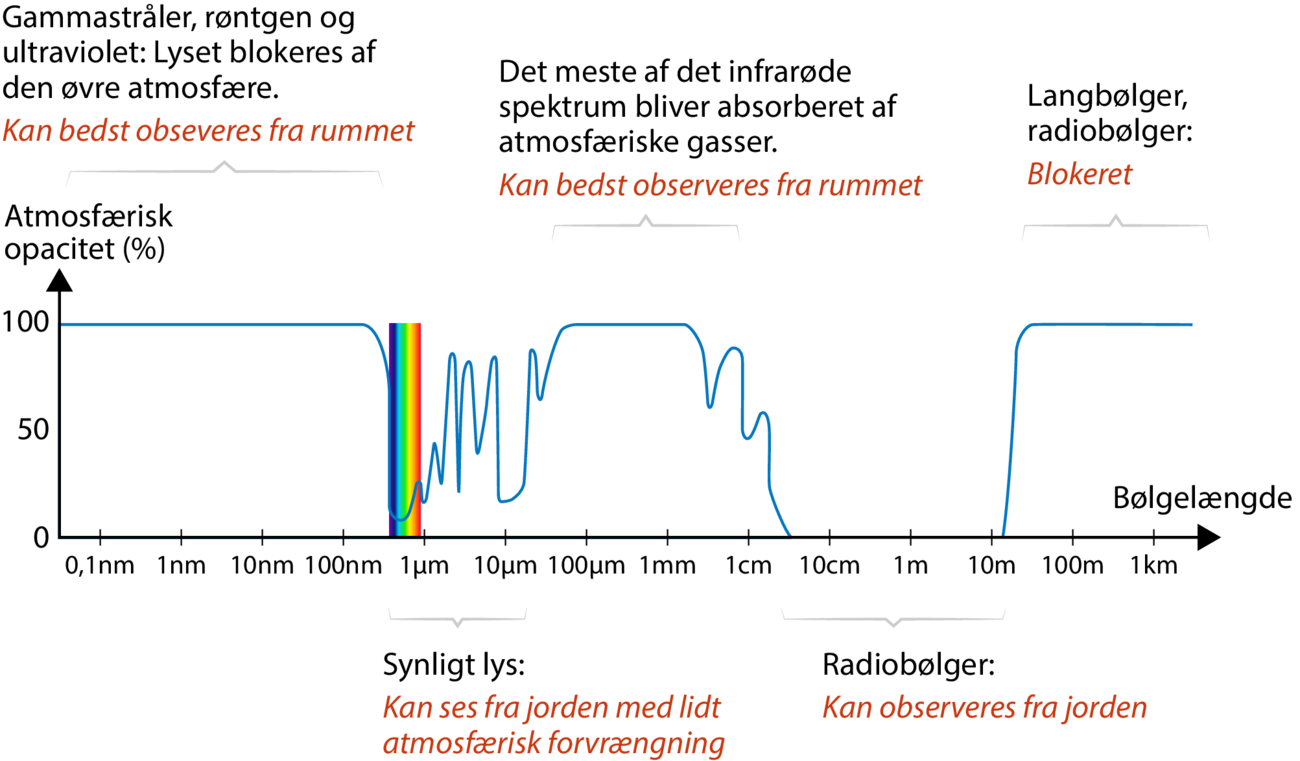 Gammastråler, røntgen og
ultraviolet: Lyset blokeres af
den øvre atmosfære.
Kan bedst obseveres fra rummet
Det meste af det infrarøde
spektrum bliver absorberet af
atmosfæriske gasser.
Kan bedst observeres fra rummet
Langbølger,
radiobølger:
Blokeret
Atmosfærisk
opacitet (%)
100
50
0
Bølgelængde
0,1nm 1nm 10nm 100nm 1µm 10µm 100µm 1mm 1cm 10cm 1m 10m 100m 1km
Synligt lys:
Kan ses fra jorden med lidt
atmosfærisk forvrængning
Radiobølger:
Kan observeres fra jorden